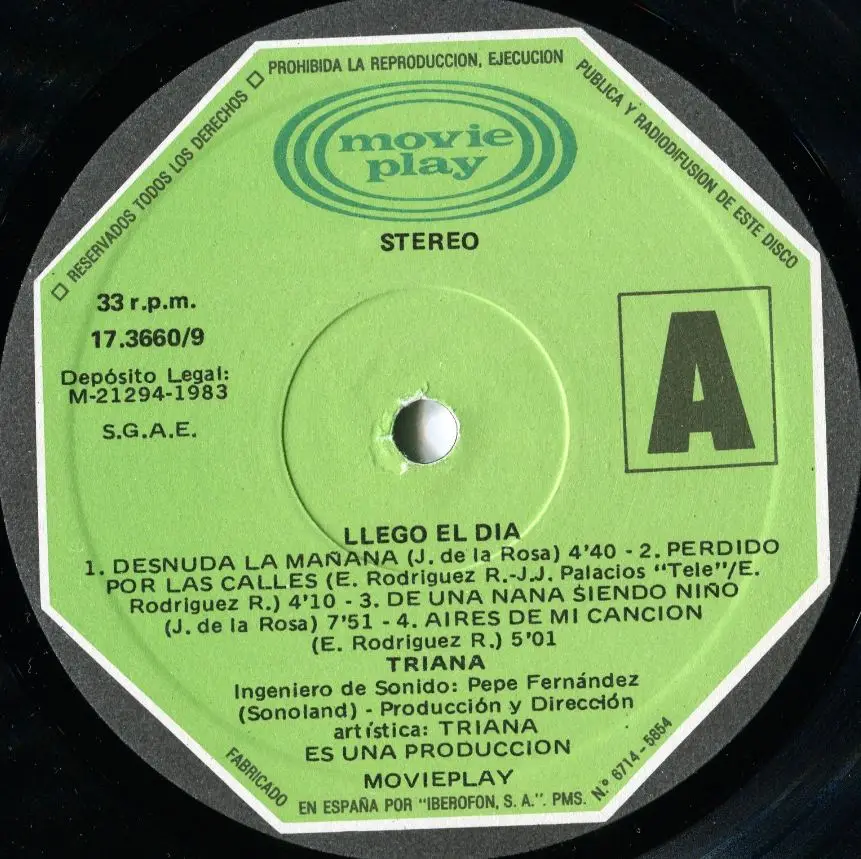 □ RESERVADOS TODOS LOS DERECHOS □ PROHIBIDA LA REPRODUCCION, EJECUCION PUBLICA Y RADIODIFUSION DE ESTE DISCO
movie
play
STEREO
33 r.p.m.
17.3660/9
Depósito Legal:
M-21294-1983
S.G.A.E.
A
LLEGO EL DIA
1. DESNUDA LA MAÑANA (J. de la Rosa) 4'40 - 2. PERDIDO
POR LAS CALLES (E. Rodriguez R.-J.J. Palacios "Tele"/E.
Rodriguez R.) 4'10 - 3. DE UNA NANA SIENDO NIÑO
(J. de la Rosa) 7'51 - 4. AIRES DE MI CANCION
(E. Rodriguez R.) 5'01
TRIANA
Ingeniero de Sonido: Pepe Fernández
(Sonoland) - Producción y Dirección
artística: TRIANA
ES UNA PRODUCCION
MOVIEPLAY
FABRICADO EN ESPAÑA POR "IBEROFON, S. A.". PMS. N.º 6714 - 5854